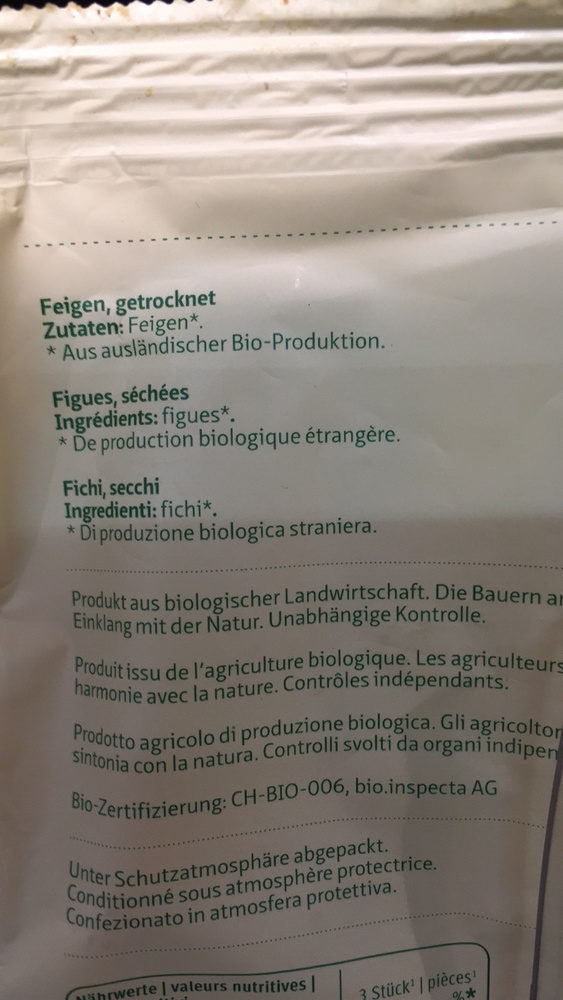 Feigen, getrocknet
Zutaten: Feigen*.
* Aus ausländischer Bio-Produktion.
Figues, séchées
Ingrédients: figues*.
* De production biologique étrangère.
Fichi, secchi
Ingredienti: fichi*.
* Di produzione biologica straniera.
Produkt aus biologischer Landwirtschaft. Die Bauern
Einklang mit der Natur. Unabhängige Kontrolle.
Produit issu de l'agriculture biologique. Les agriculteurs
harmonie avec la nature. Contrôles indépendants.
Prodotto agricolo di produzione biologica. Gli agricoltor
sintonia con la natura. Controlli svolti da organi indipen
Bio-Zertifizierung: CH-BIO-006, bio.inspecta AG
Unter Schutzatmosphäre abgepackt.
Conditionné sous atmosphère protectrice.
Confezionato in atmosfera protettiva.
Nährwerte | valeurs nutritives |
3 Stück¹ | pièces¹
%*